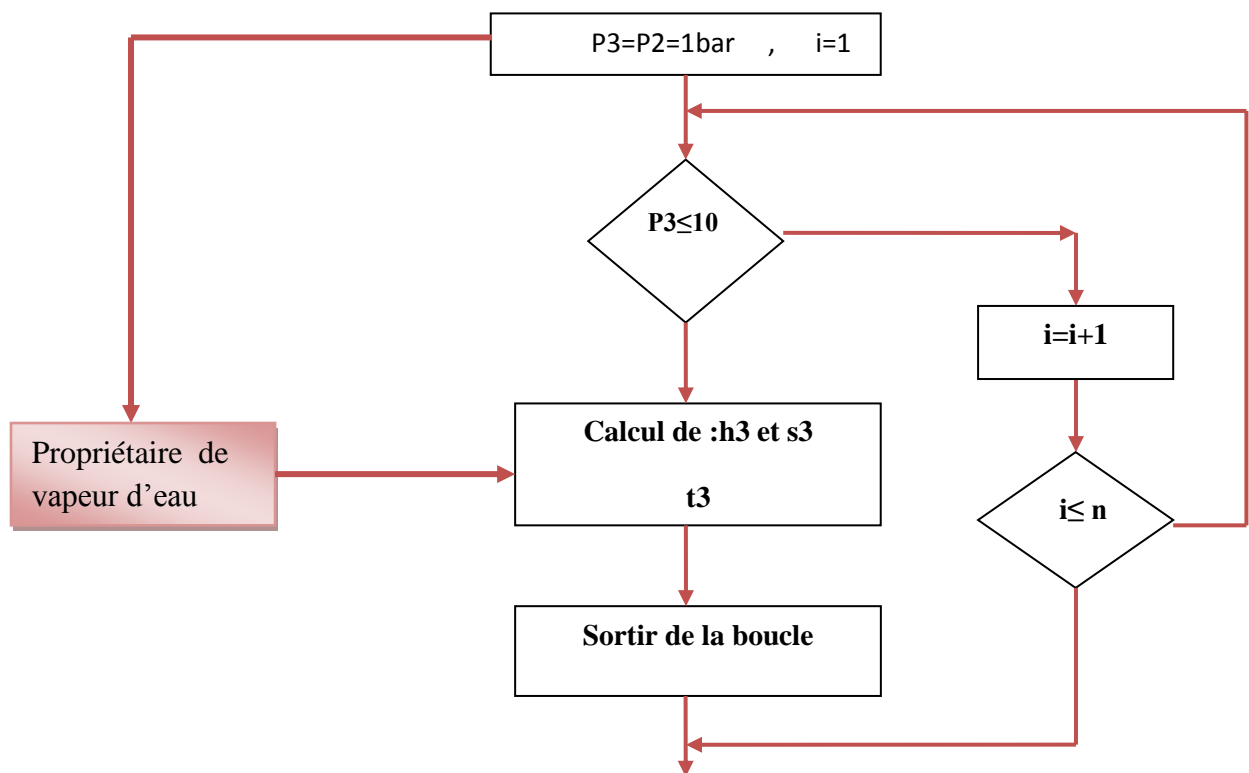 P3=P2=1bar , i=1
P3≤10
i=i+1
Calcul de :h3 et s3
t3
Propriétaire de
vapeur d’eau
i≤ n
Sortir de la boucle